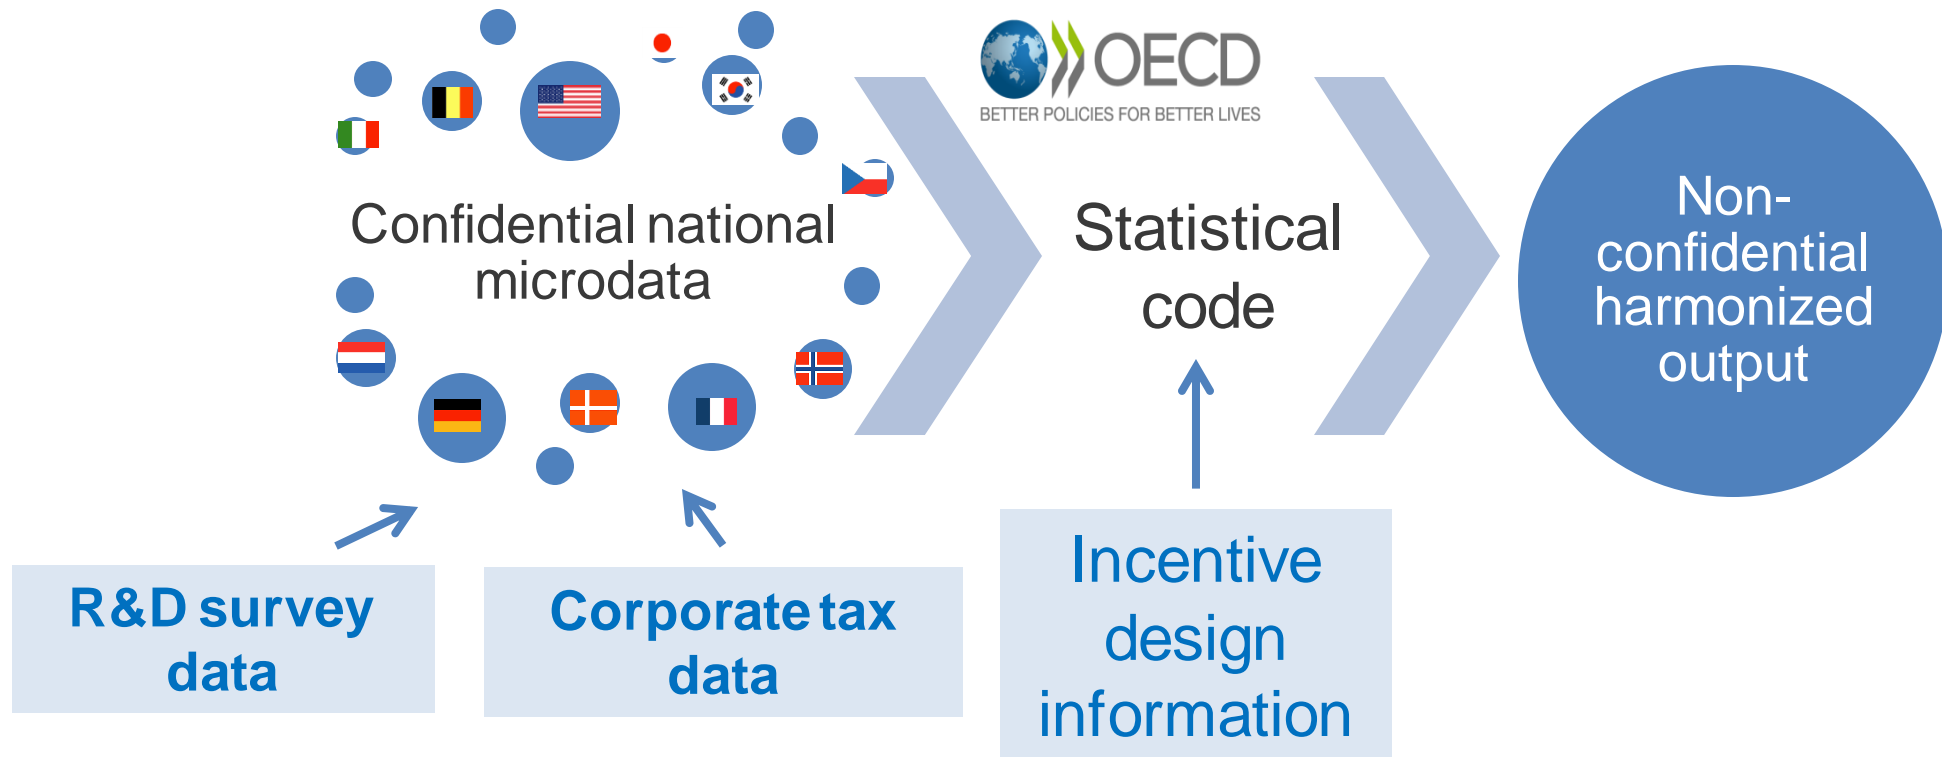 OECD
BETTER POLICIES FOR BETTER LIVES
Confidential national
microdata
Statistical
code
Non-
confidential
harmonized
output
R&D survey
data
Corporate tax
data
Incentive
design
information